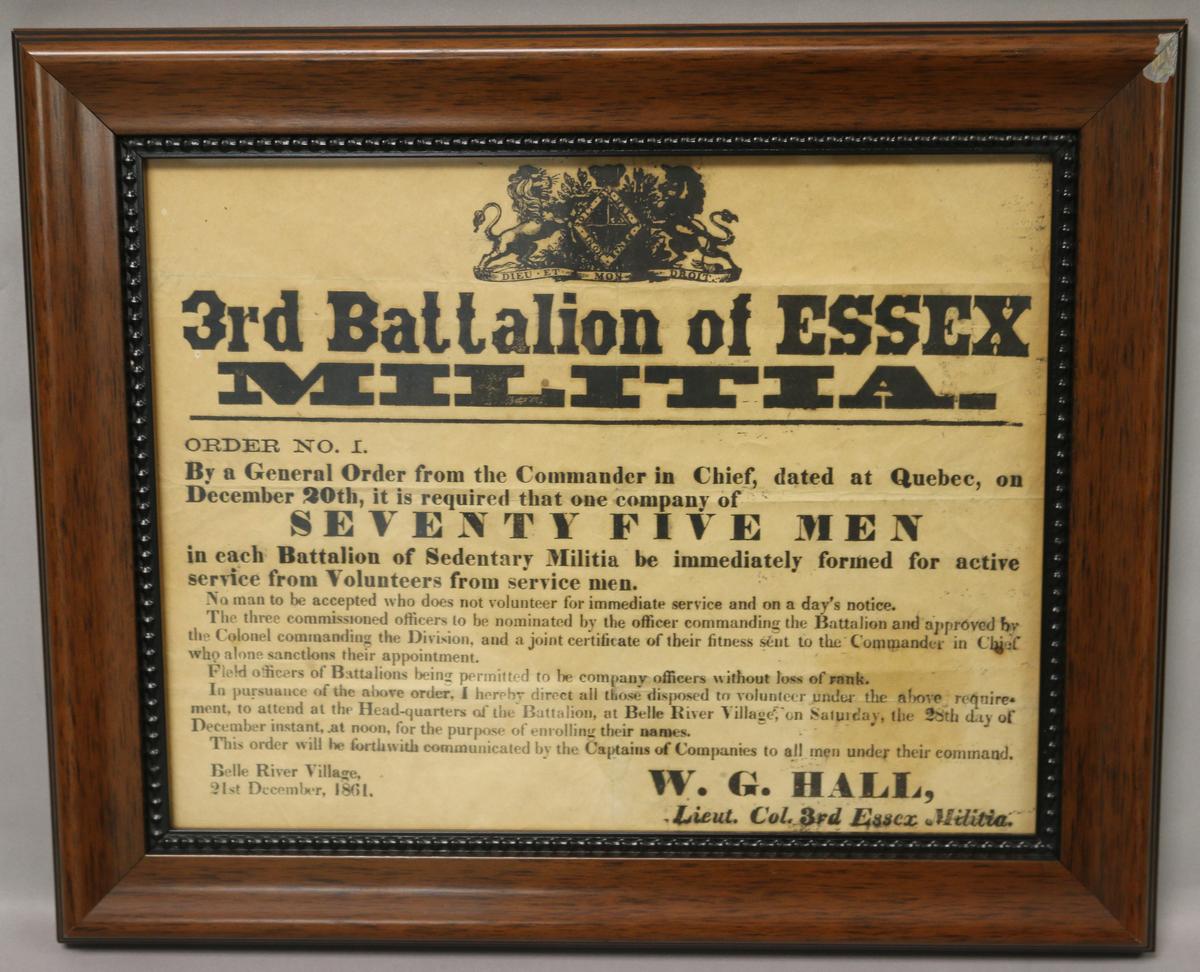 DIEU · ET MON DROIT.
3rd Battalion of ESSEX
MILITIA.
ORDER NO. I.
By a General Order from the Commander in Chief, dated at Quebec, on
December 20th, it is required that one company of
SEVENTY FIVE MEN
in each Battalion of Sedentary Militia be immediately formed for active
service from Volunteers from service men.
No man to be accepted who does not volunteer for immediate service and on a day's notice.
The three commissioned officers to be nominated by the officer commanding the Battalion and approved by
the Colonel commanding the Division, and a joint certificate of their fitness sent to the Commander in Chief
who alone sanctions their appointment.
Field officers of Battalions being permitted to be company officers without loss of rank.
In pursuance of the above order, I hereby direct all those disposed to volunteer under the above require-
ment, to attend at the Head-quarters of the Battalion, at Belle River Village, on Saturday, the 28th day of
December instant, at noon, for the purpose of enrolling their names.
This order will be forthwith communicated by the Captains of Companies to all men under their command.
Belle River Village,
21st December, 1861.
W. G. HALL,
Lieut. Col. 3rd Essex Militia.